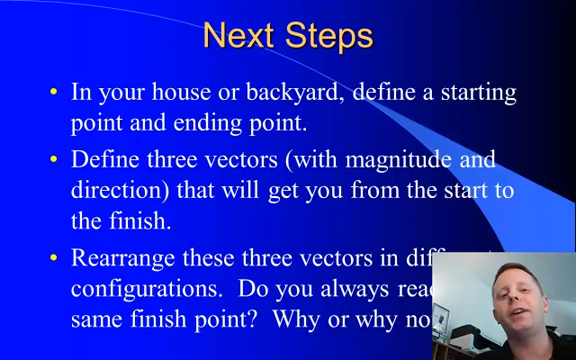 Next Steps
• In your house or backyard, define a starting
point and ending point.
• Define three vectors (with magnitude and
direction) that will get you from the start to
the finish.
• Rearrange these three vectors in
configurations. Do you always
same finish point? Why or why